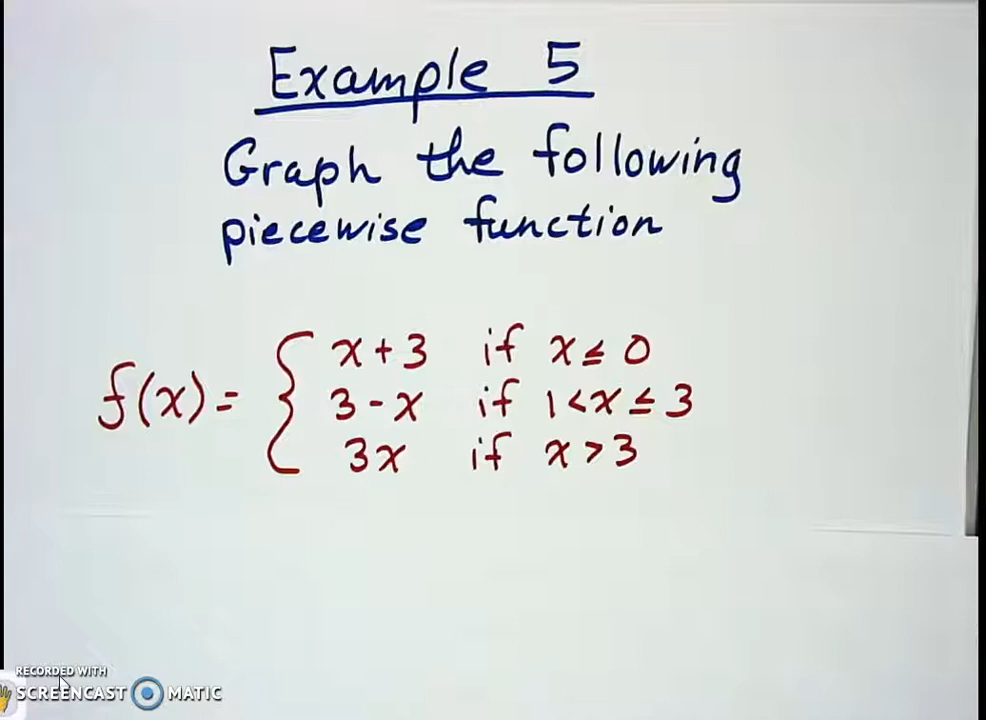 Example 5
Graph the following
piecewise function
f(x) = { x + 3 if x ≤ 0
3 - x if 1 < x ≤ 3
3x if x > 3
RECORDED WITH
SCREENCAST MATIC